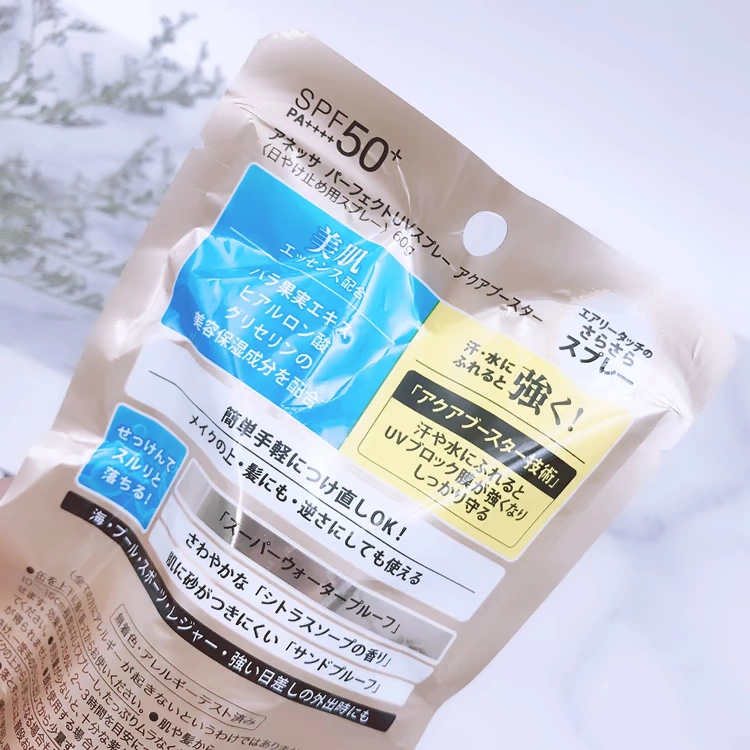 SPF50+
PA++++
アネッサ パーフェクトUVスプレー アクアブースター
〈日やけ止め用スプレー〉 60g
美肌
エッセンス配合
バラ果実エキス
ヒアルロン酸
グリセリンの
美容保湿成分を配合
エアリータッチの
さらさら
スプレー
汗・水に
ふれると
強く!
「アクアブースター技術」
汗や水にふれると
UVブロック膜が強くなり
しっかり守る
簡単手軽につけ直しOK!
メイクの上・髪にも・逆さにしても使える
せっけんで
スルリと
落ちる!
「スーパーウォータープルーフ」
さわやかな「シトラスソープの香り」
肌に砂がつきにくい「サンドプルーフ」
海・プール・スポーツ・レジャー・強い日差しの外出時にも
無着色・アレルギーテスト済み